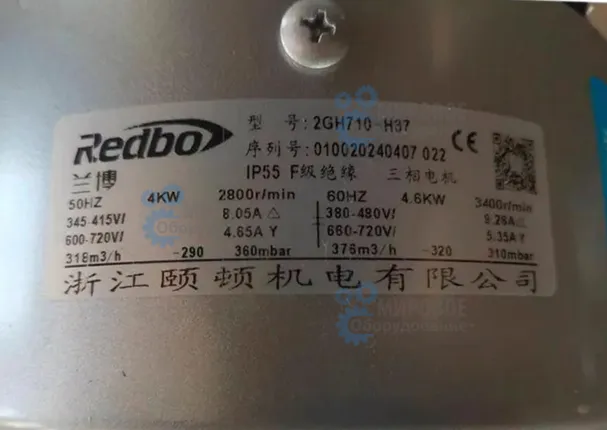 Redbo
兰博
型 号: 2GH710-H37
序列号: 010020240407 022
CE
IP55 F级绝缘 三相电机
50HZ 4KW 2800r/min 60HZ 4.6KW 3400r/min
345-415V/ 8.05A △ 380-480V/ 9.26A △
600-720V/ 4.65A Y 660-720V/ 5.35A Y
318m3/h -290 360mbar 376m3/h -320 310mbar
浙江颐顿机电有限公司
МИРОВОЕ
Оборудование